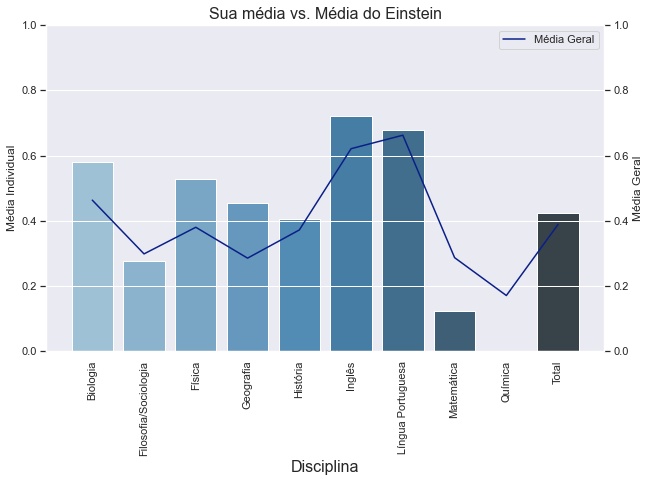 Sua média vs. Média do Einstein
1.0
0.8
0.6
0.4
0.2
0.0
Média Individual
1.0
0.8
0.6
0.4
0.2
0.0
Média Geral
Média Geral
Biologia
Filosofia/Sociologia
Física
Geografia
História
Inglês
Língua Portuguesa
Matemática
Química
Total
Disciplina